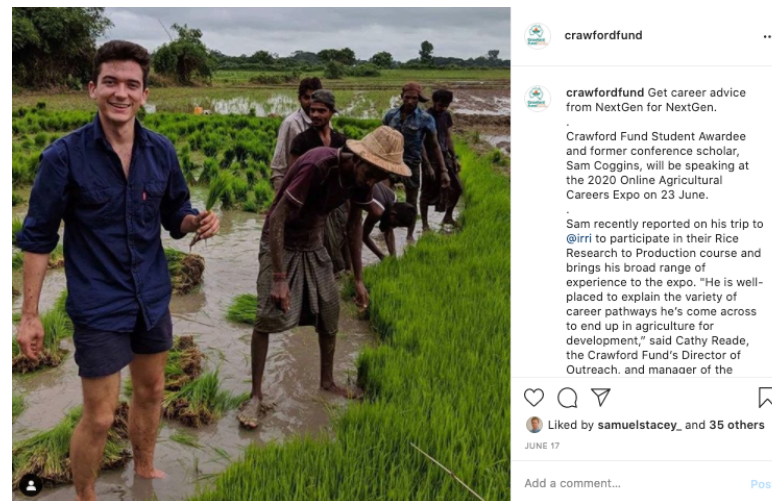 crawfordfund
crawfordfund Get career advice
from NextGen for NextGen.
.
Crawford Fund Student Awardee
and former conference scholar,
Sam Coggins, will be speaking at
the 2020 Online Agricultural
Careers Expo on 23 June.
.
Sam recently reported on his trip to
@irri to participate in their Rice
Research to Production course and
brings his broad range of
experience to the expo. "He is well-
placed to explain the variety of
career pathways he's come across
to end up in agriculture for
development," said Cathy Reade,
the Crawford Fund's Director of
Outreach, and manager of the
Liked by samuelstacey_ and 35 others
JUNE 17
Add a comment...
Pos